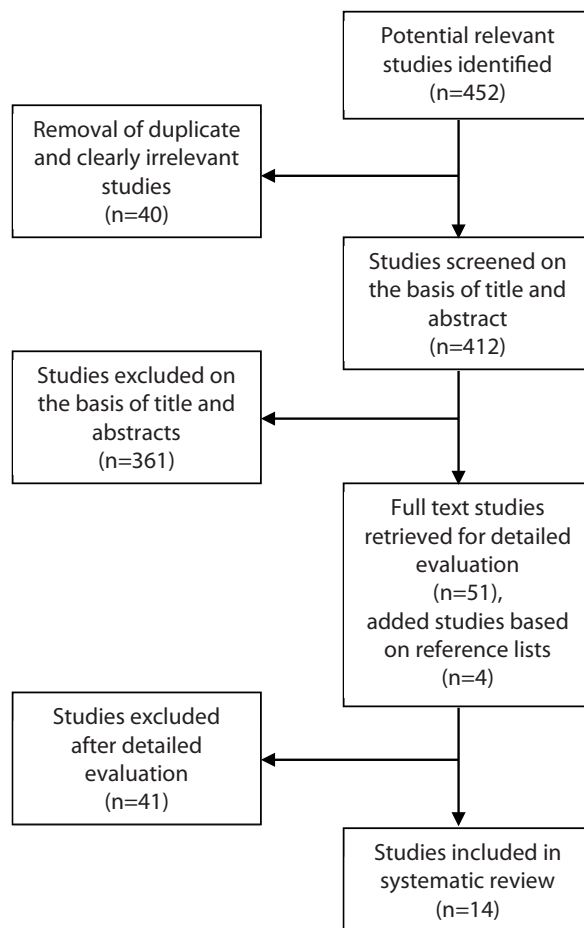 Potential relevant
studies identified
(n=452)
Removal of duplicate
and clearly irrelevant
studies
(n=40)
Studies screened on
the basis of title and
abstract
(n=412)
Studies excluded on
the basis of title and
abstracts
(n=361)
Full text studies
retrieved for detailed
evaluation
(n=51),
added studies based
on reference lists
(n=4)
Studies excluded
after detailed
evaluation
(n=41)
Studies included in
systematic review
(n=14)